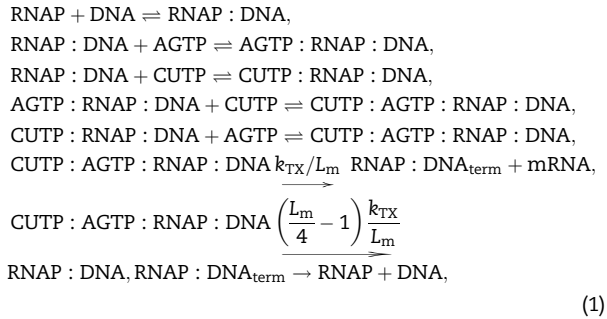 RNAP + DNA ⇌ RNAP : DNA,
RNAP : DNA + AGTP ⇌ AGTP : RNAP : DNA,
RNAP : DNA + CUTP ⇌ CUTP : RNAP : DNA,
AGTP : RNAP : DNA + CUTP ⇌ CUTP : AGTP : RNAP : DNA,
CUTP : RNAP : DNA + AGTP ⇌ CUTP : AGTP : RNAP : DNA,
CUTP : AGTP : RNAP : DNA k_TX/L_m → RNAP : DNA_term + mRNA,
CUTP : AGTP : RNAP : DNA (L_m/4 − 1) k_TX/L_m →
RNAP : DNA, RNAP : DNA_term → RNAP + DNA,
(1)